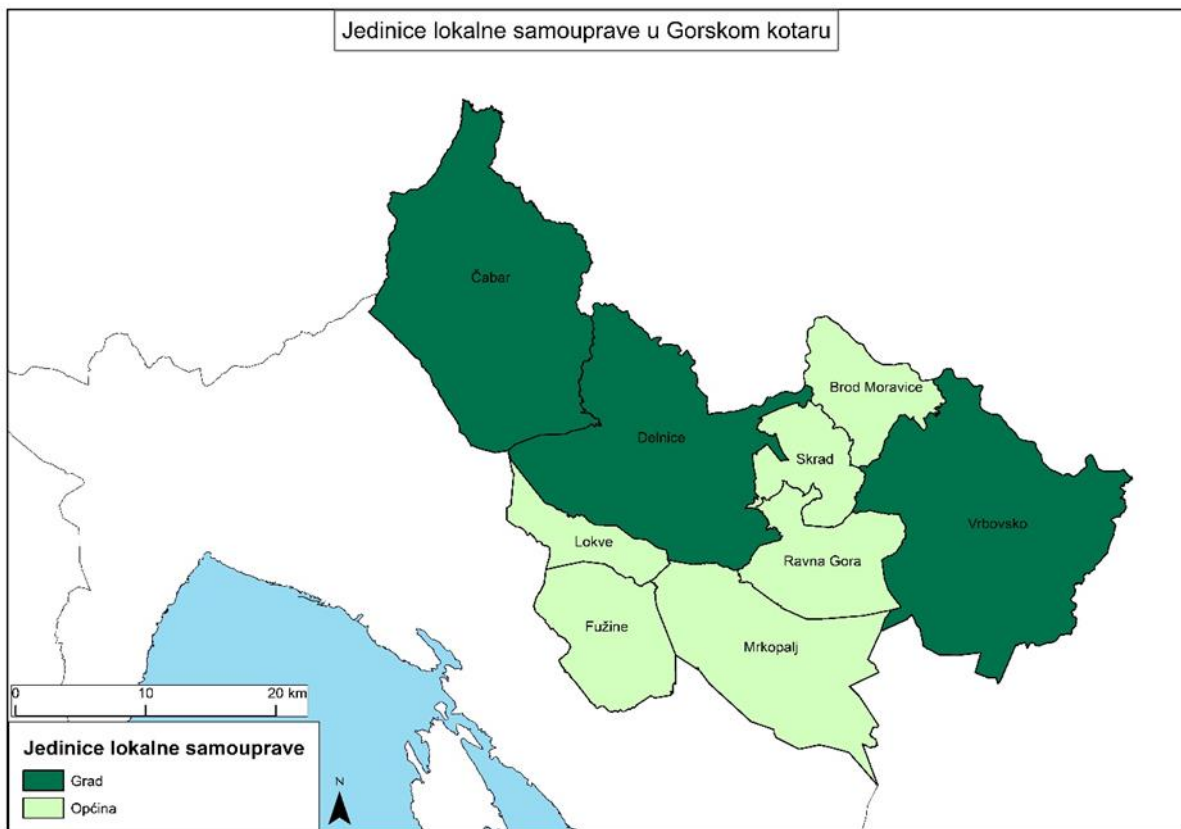 Jedinice lokalne samouprave u Gorskom kotaru
Čabar
Brod Moravice
Delnice
Skrad
Vrbovsko
Lokve
Ravna Gora
Fužine
Mrkopalj
0 10 20 km
Jedinice lokalne samouprave
Grad
Općina
N